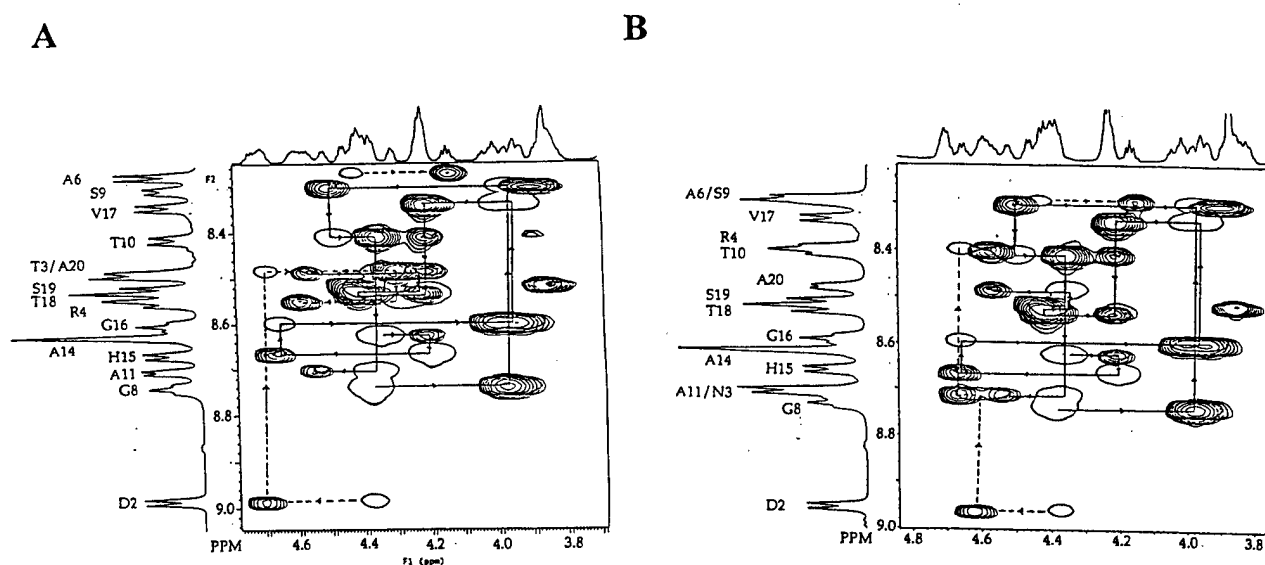 A
B
F2
A6
S9
V17
T10
T3/A20
S19
T18
R4
G16
A14
H15
A11
G8
D2
8.4
8.6
8.8
9.0
PPM
4.6
4.4
4.2
4.0
3.8
F1 (ppm)
A6/S9
V17
R4
T10
A20
S19
T18
G16
A14
H15
A11/N3
G8
D2
8.4
8.6
8.8
9.0
PPM
4.8
4.6
4.4
4.2
4.0
3.8